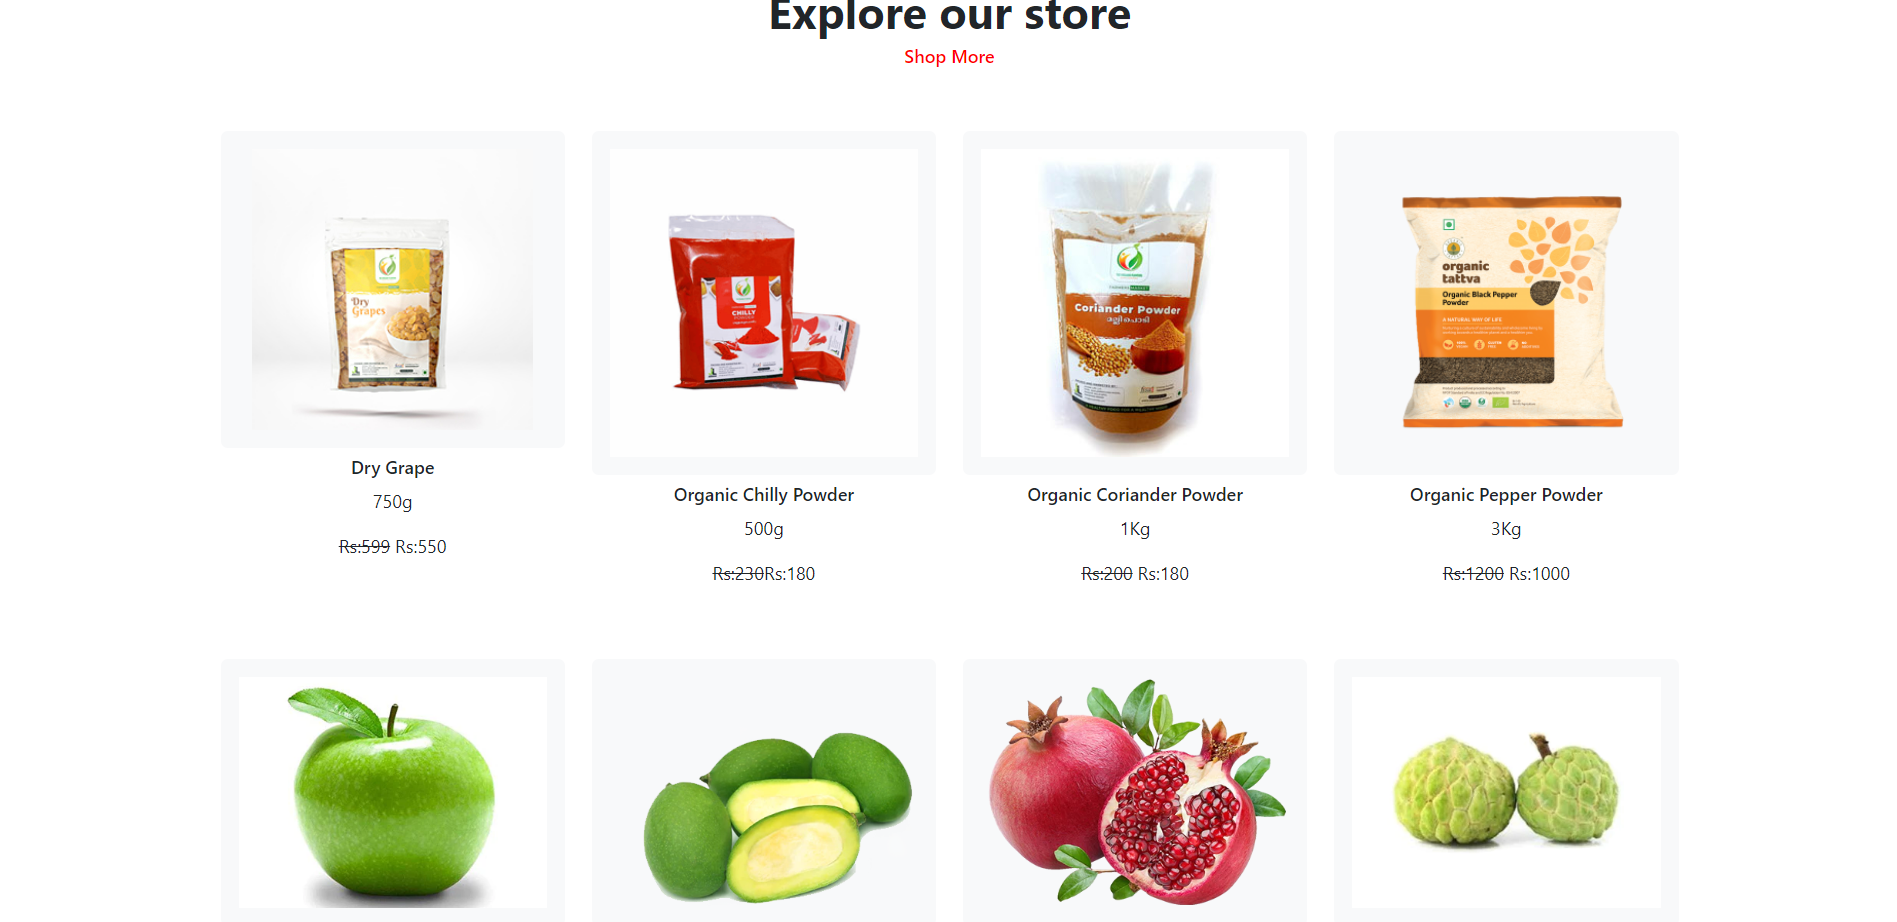 Explore our store
Shop More
Dry
Grapes
CHILLY
Coriander Powder
മല്ലിപൊടി
organic
tattva
Organic Black Pepper
Powder
A NATURAL WAY OF LIFE
Dry Grape
750g
Rs:599 Rs:550
Organic Chilly Powder
500g
Rs:230Rs:180
Organic Coriander Powder
1Kg
Rs:200 Rs:180
Organic Pepper Powder
3Kg
Rs:1200 Rs:1000